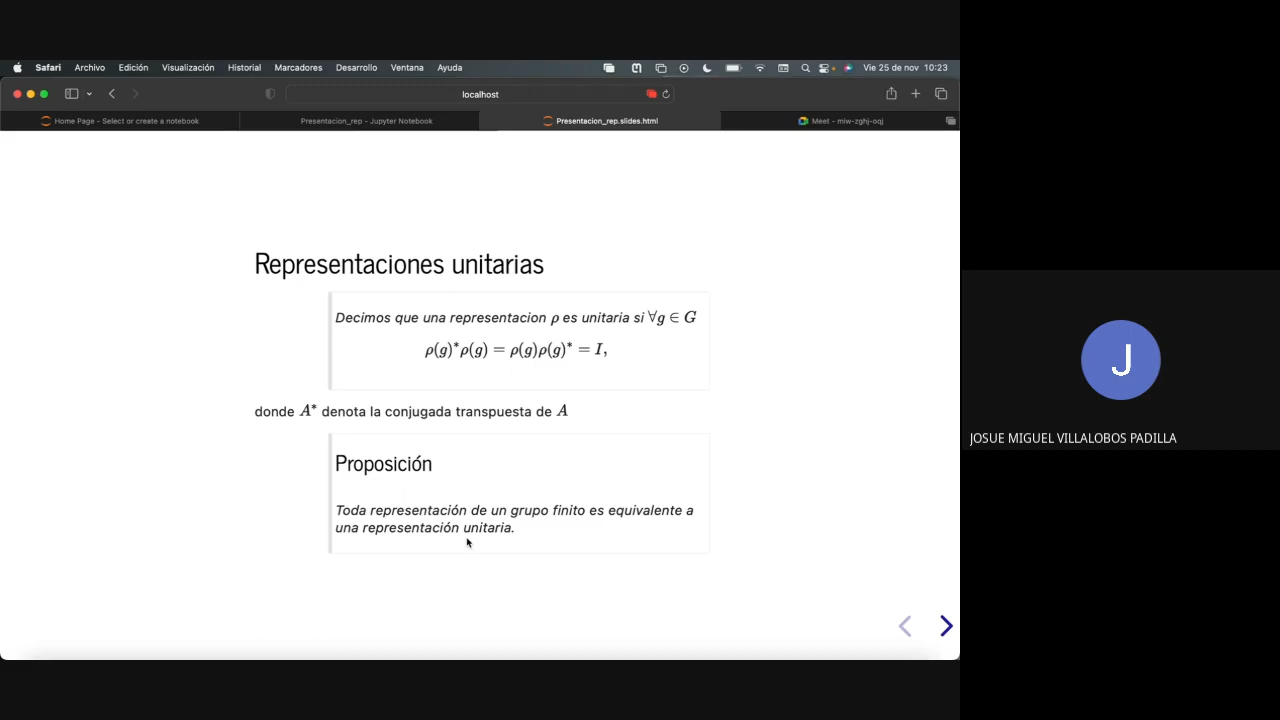 Safari Archivo Edición Visualización Historial Marcadores Desarrollo Ventana Ayuda Vie 25 de nov 10:23
localhost
Home Page - Select or create a notebook Presentacion_rep - Jupyter Notebook Presentacion_rep.slides.html Meet - miw-zghj-oqj
Representaciones unitarias
Decimos que una representacion ρ es unitaria si ∀g ∈ G
ρ(g)*ρ(g) = ρ(g)ρ(g)* = I,
donde A* denota la conjugada transpuesta de A
Proposición
Toda representación de un grupo finito es equivalente a
una representación unitaria.
J
JOSUE MIGUEL VILLALOBOS PADILLA